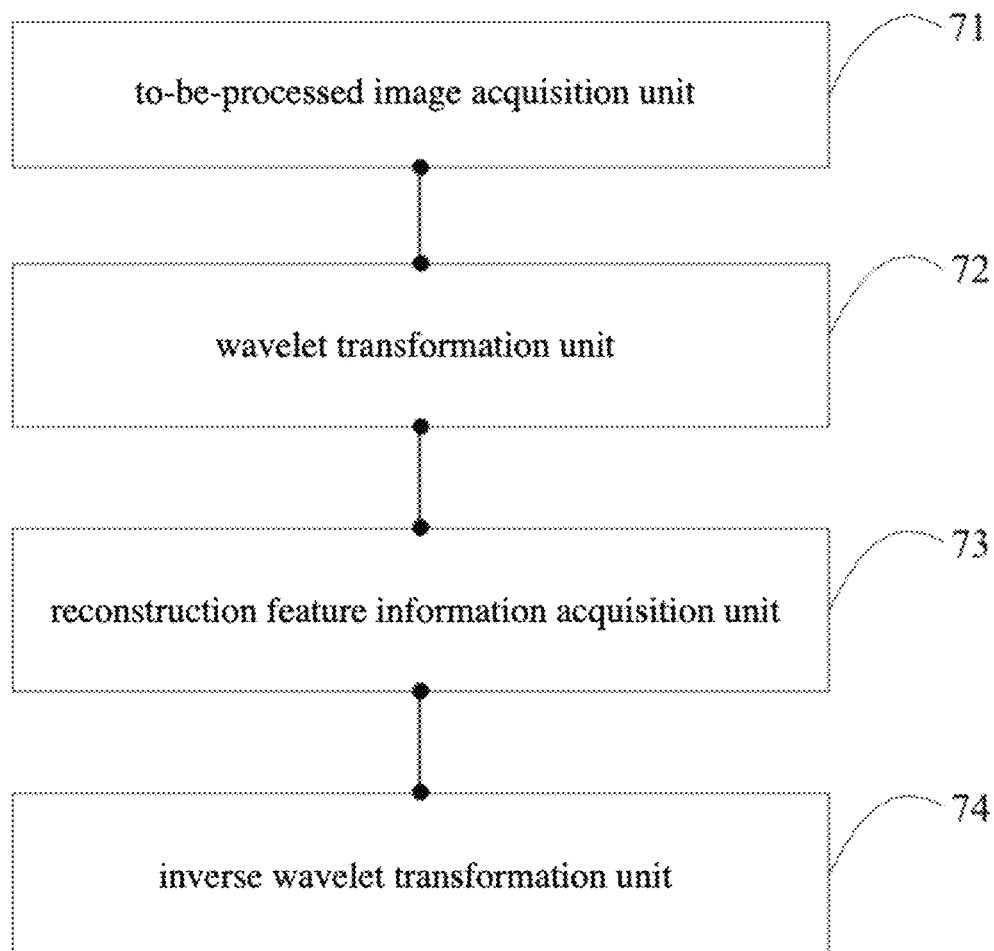 71
to-be-processed image acquisition unit
72
wavelet transformation unit
73
reconstruction feature information acquisition unit
74
inverse wavelet transformation unit